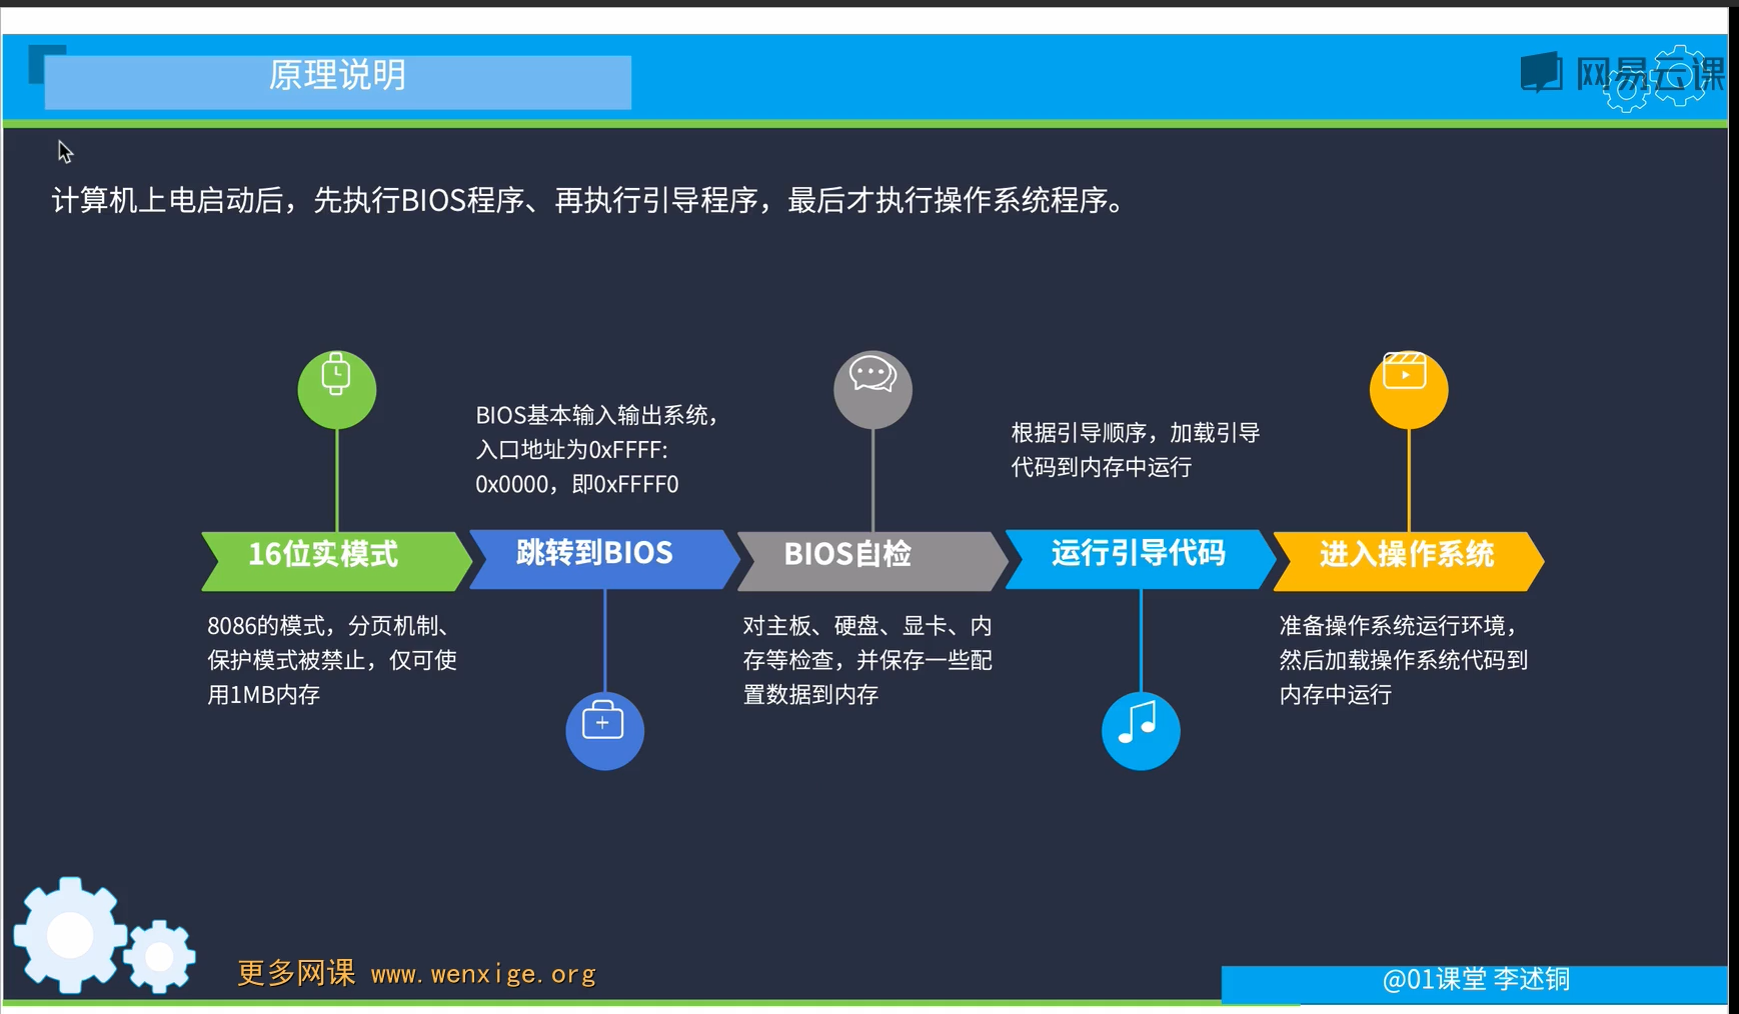 原理说明
网易云课
计算机上电启动后，先执行BIOS程序、再执行引导程序，最后才执行操作系统程序。
BIOS基本输入输出系统，
入口地址为0xFFFF:
0x0000，即0xFFFF0
根据引导顺序，加载引导
代码到内存中运行
16位实模式
跳转到BIOS
BIOS自检
运行引导代码
进入操作系统
8086的模式，分页机制、
保护模式被禁止，仅可使
用1MB内存
对主板、硬盘、显卡、内
存等检查，并保存一些配
置数据到内存
准备操作系统运行环境，
然后加载操作系统代码到
内存中运行
更多网课 www.wenxige.org
@01课堂 李述铜